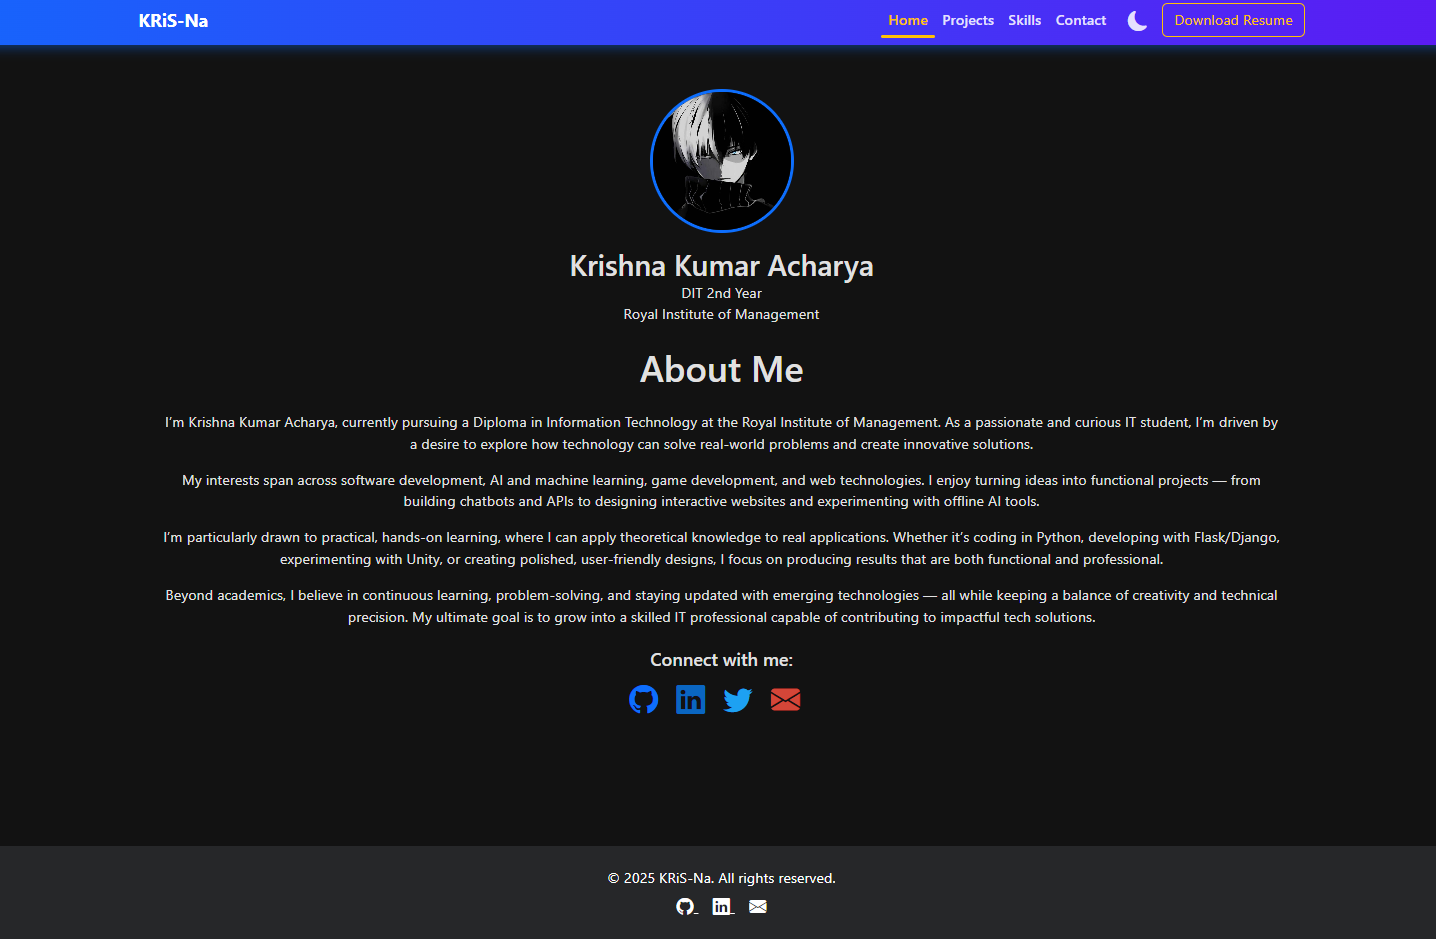 KRiS-Na
Home Projects Skills Contact Download Resume
Krishna Kumar Acharya
DIT 2nd Year
Royal Institute of Management
About Me
I’m Krishna Kumar Acharya, currently pursuing a Diploma in Information Technology at the Royal Institute of Management. As a passionate and curious IT student, I’m driven by
a desire to explore how technology can solve real-world problems and create innovative solutions.
My interests span across software development, AI and machine learning, game development, and web technologies. I enjoy turning ideas into functional projects — from
building chatbots and APIs to designing interactive websites and experimenting with offline AI tools.
I’m particularly drawn to practical, hands-on learning, where I can apply theoretical knowledge to real applications. Whether it’s coding in Python, developing with Flask/Django,
experimenting with Unity, or creating polished, user-friendly designs, I focus on producing results that are both functional and professional.
Beyond academics, I believe in continuous learning, problem-solving, and staying updated with emerging technologies — all while keeping a balance of creativity and technical
precision. My ultimate goal is to grow into a skilled IT professional capable of contributing to impactful tech solutions.
Connect with me:
© 2025 KRiS-Na. All rights reserved.